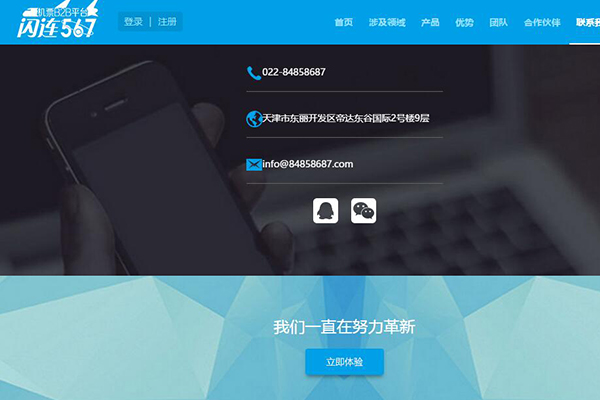 机票B2B平台
闪连567
登录 | 注册
首页 涉及领域 产品 优势 团队 合作伙伴 联系我
022-84858687
天津市东丽开发区帝达东谷国际2号楼9层
info@84858687.com
我们一直在努力革新
立即体验